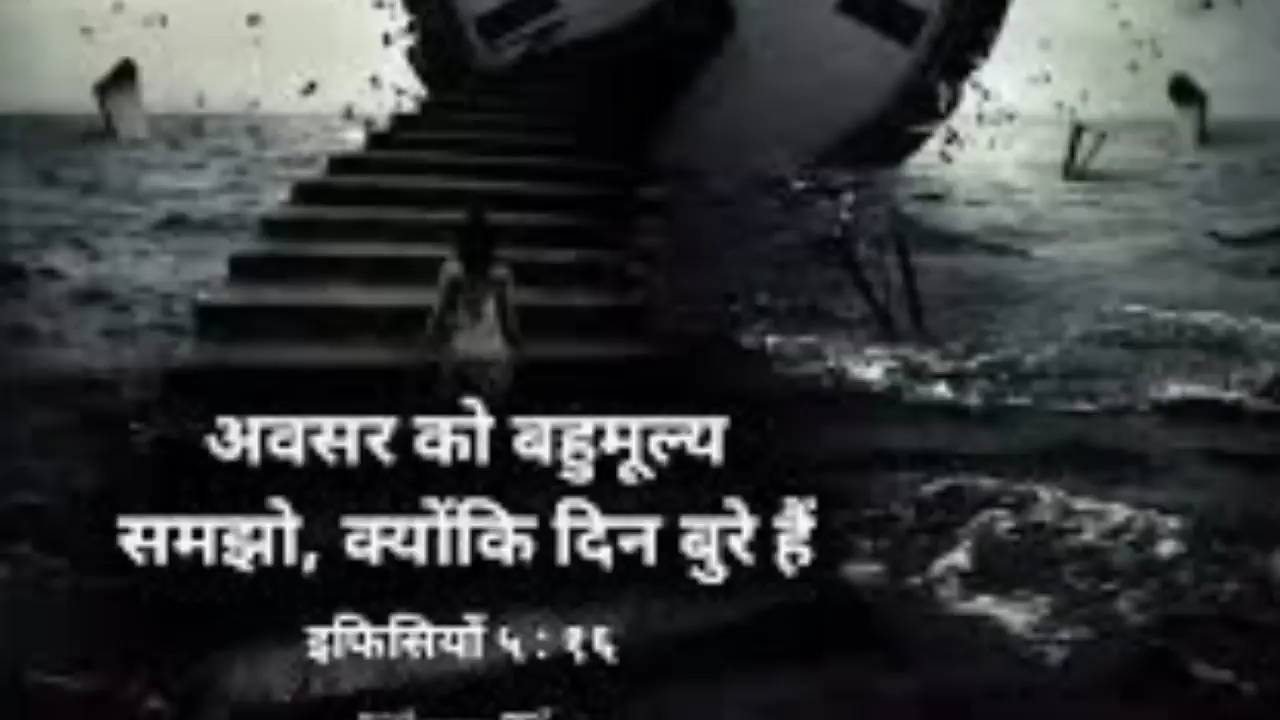 अवसर को बहुमूल्य
समझो, क्योंकि दिन बुरे हैं
इफिसियों ५ : १६